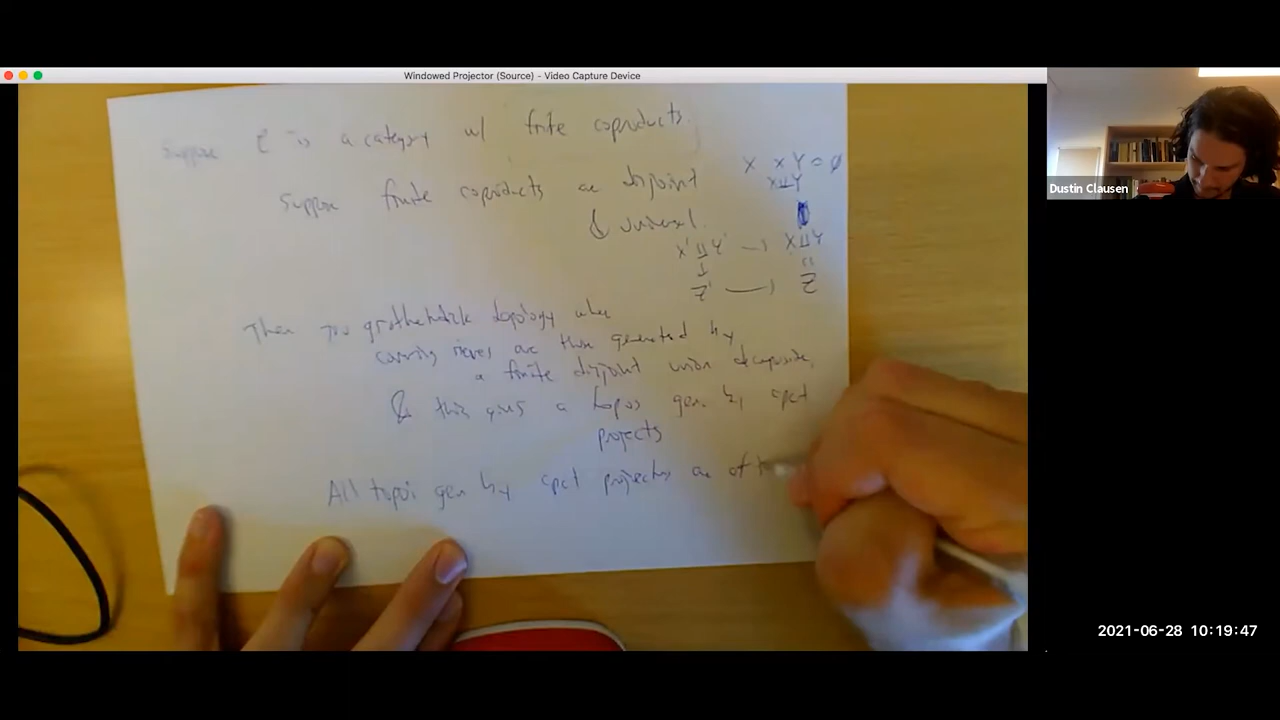 Windowed Projector (Source) - Video Capture Device
Suppose C is a category w/ finite coproducts.
Suppose finite coproducts are disjoint
X × Y = ∅
X⊔Y
& universal.
X' ⊔ Y' → X ⊔ Y
↓ =
Z' → Z
Then Grothendieck topology where
covering sieves are those generated by
a finite disjoint union decomposition,
& this gives a topos gen by cpct
projects
All topoi gen by cpct projectives are of
Dustin Clausen
2021-06-28 10:19:47